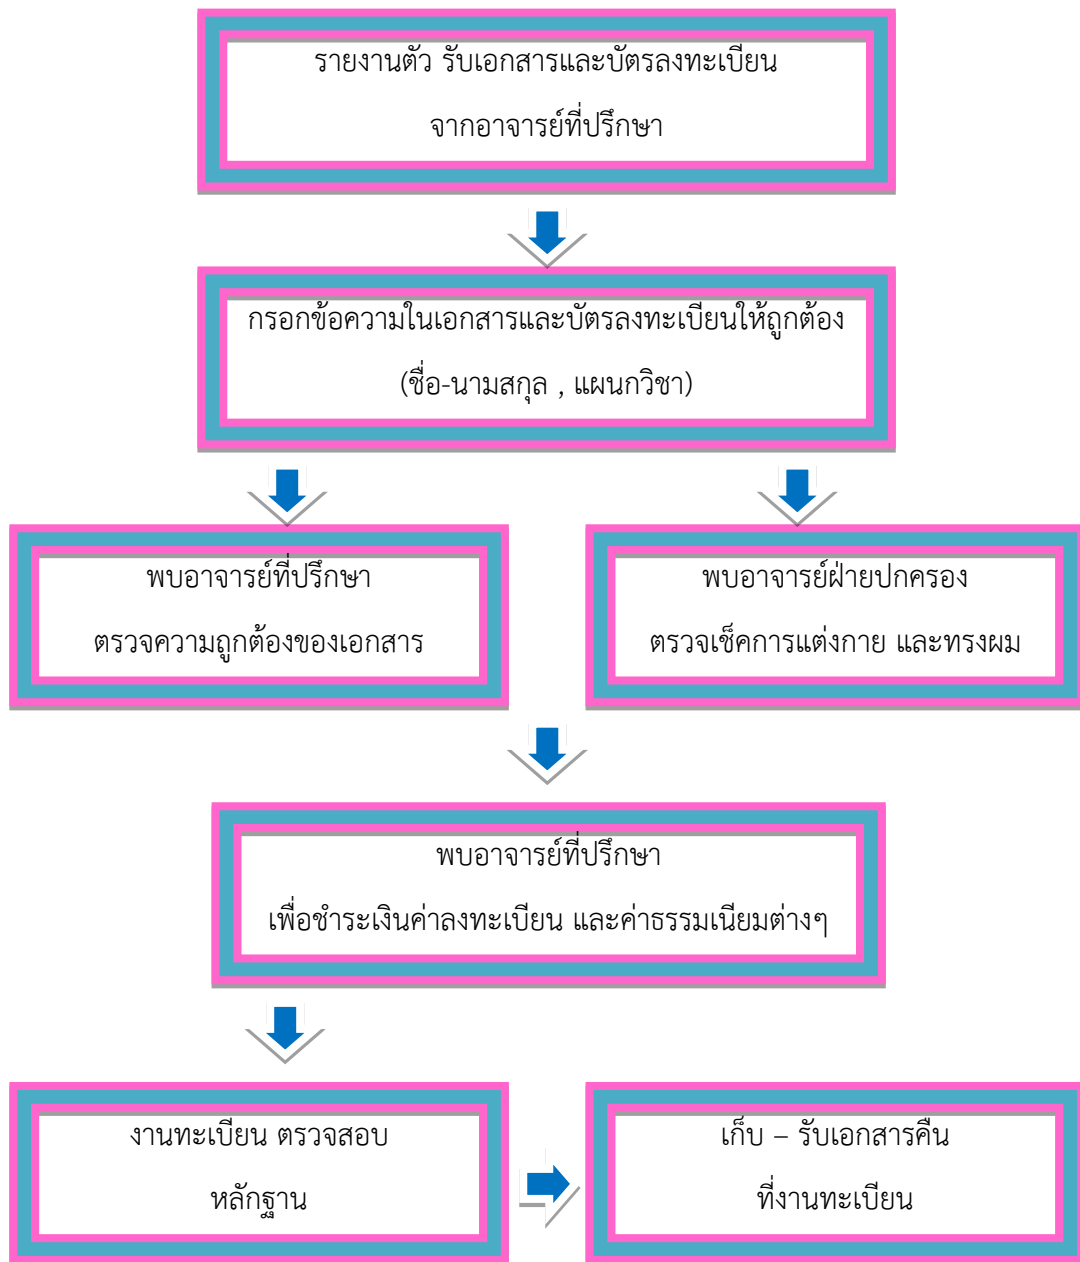 รายงานตัว รับเอกสารและบัตรลงทะเบียน
จากอาจารย์ที่ปรึกษา
กรอกข้อความในเอกสารและบัตรลงทะเบียนให้ถูกต้อง
(ชื่อ-นามสกุล , แผนกวิชา)
พบอาจารย์ที่ปรึกษา
ตรวจความถูกต้องของเอกสาร
พบอาจารย์ฝ่ายปกครอง
ตรวจเช็คการแต่งกาย และทรงผม
พบอาจารย์ที่ปรึกษา
เพื่อชำระเงินค่าลงทะเบียน และค่าธรรมเนียมต่างๆ
งานทะเบียน ตรวจสอบ
หลักฐาน
เก็บ – รับเอกสารคืน
ที่งานทะเบียน